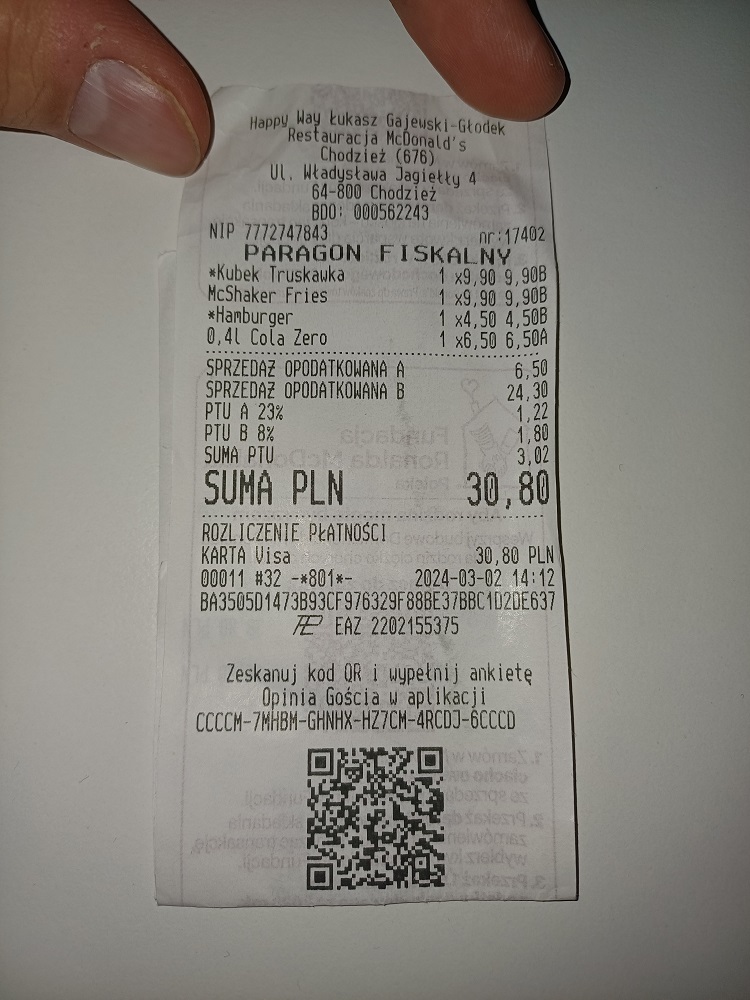 Happy Way Łukasz Gajewski-Głodek
Restauracja McDonald's
Chodzież (676)
Ul. Władysława Jagiełły 4
64-800 Chodzież
BDO: 000562243
NIP 7772747843 nr:17402
PARAGON FISKALNY
*Kubek Truskawka 1 x9,90 9,90B
McShaker Fries 1 x9,90 9,90B
*Hamburger 1 x4,50 4,50B
0,4l Cola Zero 1 x6,50 6,50A
SPRZEDAŻ OPODATKOWANA A 6,50
SPRZEDAŻ OPODATKOWANA B 24,30
PTU A 23% 1,22
PTU B 8% 1,80
SUMA PTU 3,02
SUMA PLN 30,80
ROZLICZENIE PŁATNOŚCI
KARTA Visa 30,80 PLN
00011 #32 -*801*- 2024-03-02 14:12
BA3505D1473B93CF976329F88BE37BBC1D2DE637
EAZ 2202155375
Zeskanuj kod QR i wypełnij ankietę
Opinia Gościa w aplikacji
CCCCM-7MHBM-GHNHX-HZ7CM-4RCDJ-6CCCD